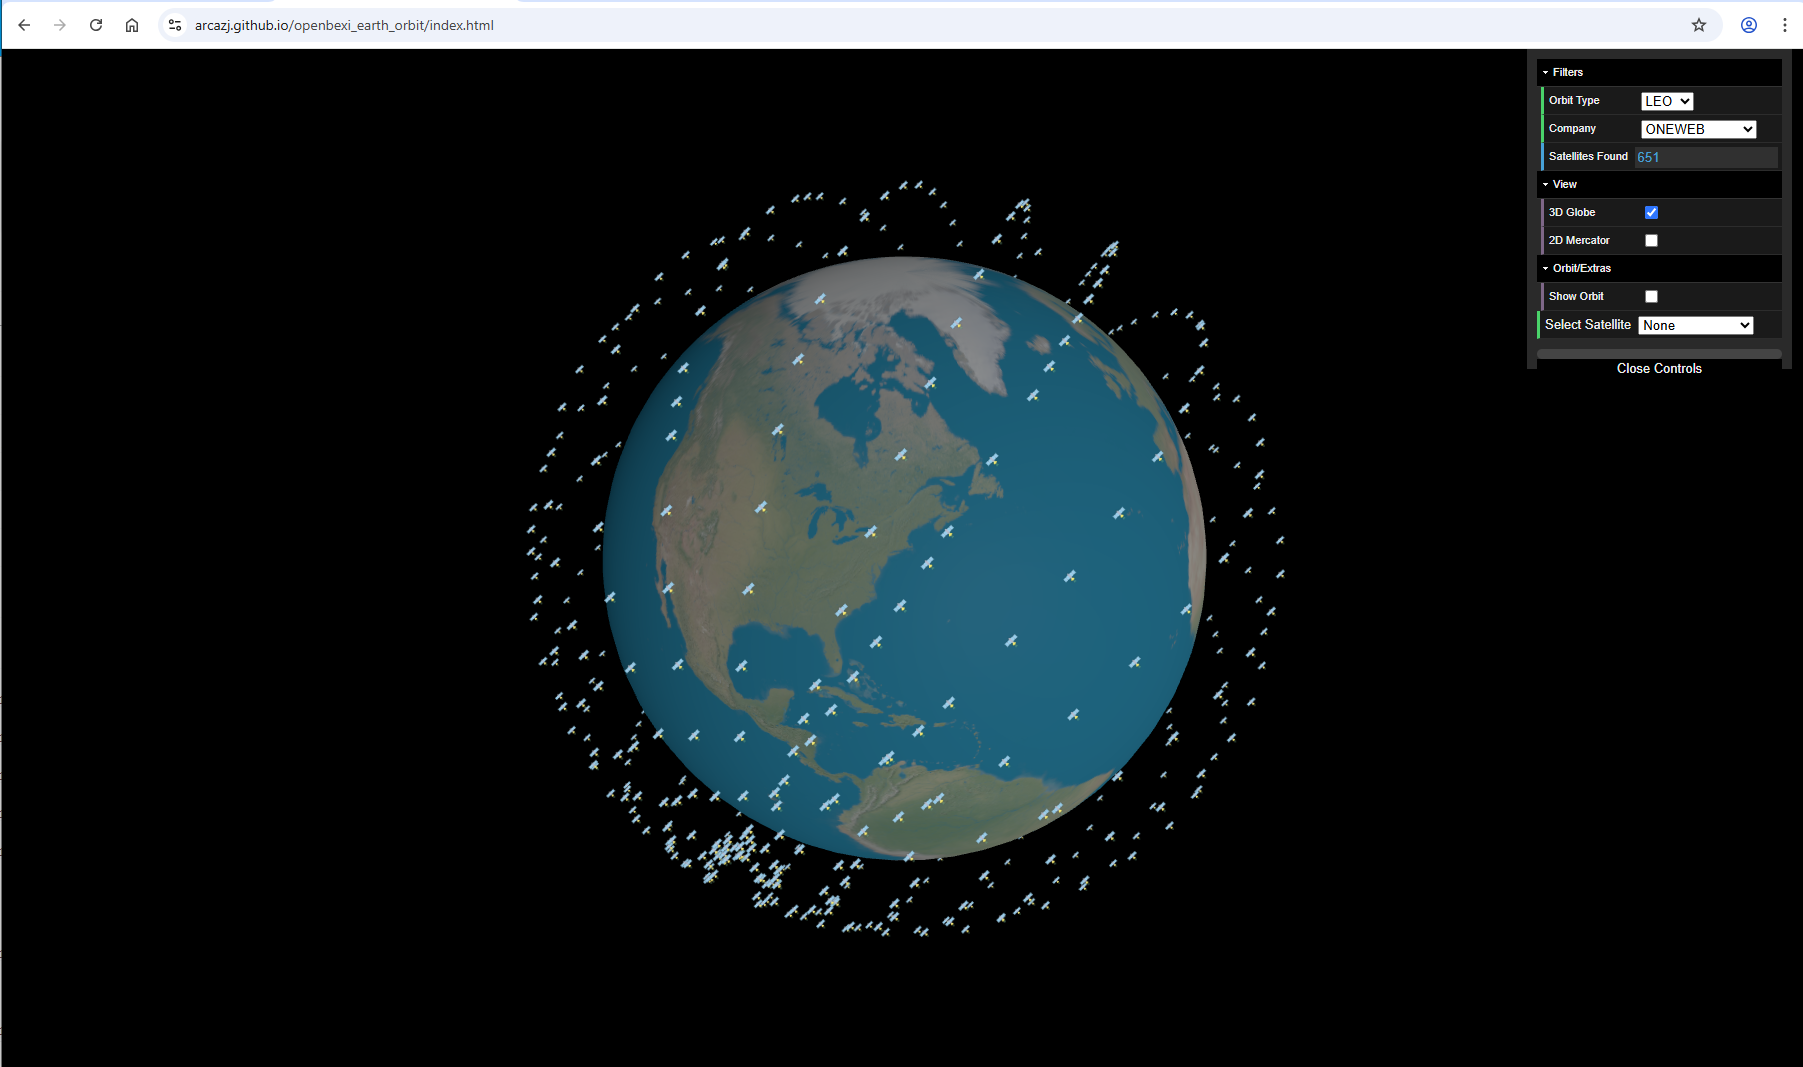 arcazj.github.io/openbexi_earth_orbit/index.html
Filters
Orbit Type LEO
Company ONEWEB
Satellites Found 651
View
3D Globe
2D Mercator
Orbit/Extras
Show Orbit
Select Satellite None
Close Controls